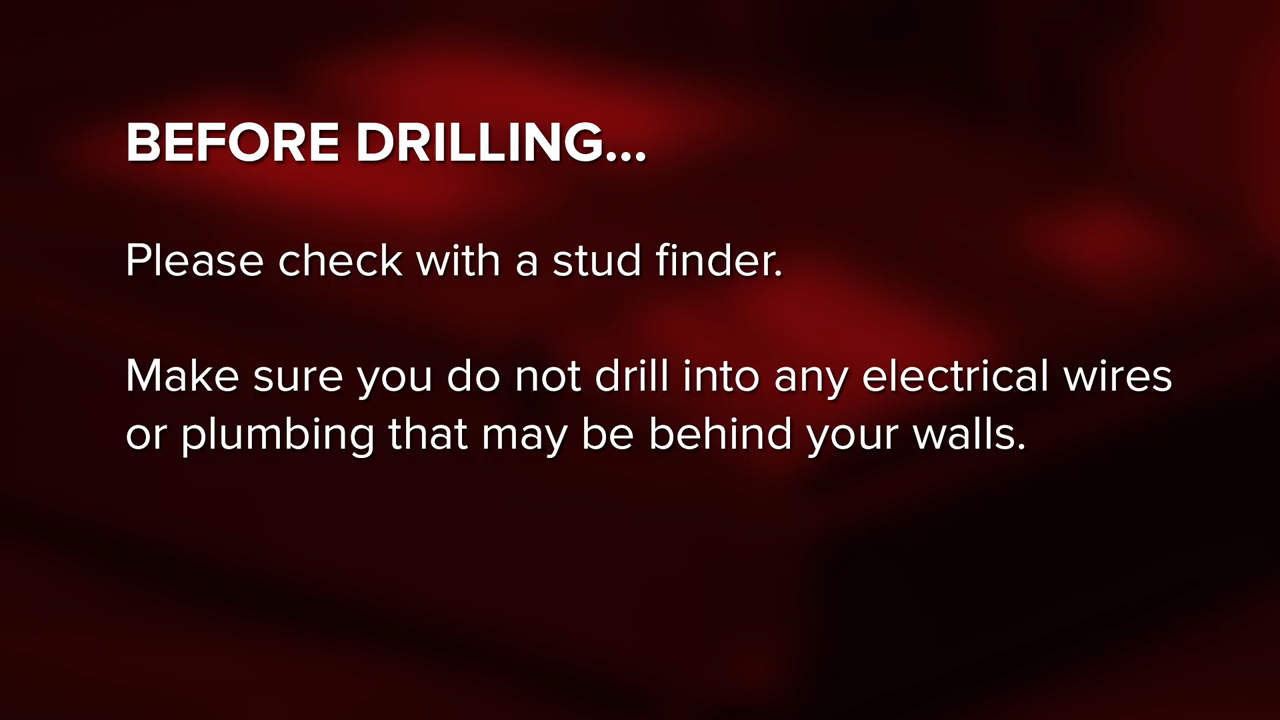 BEFORE DRILLING...
Please check with a stud finder.
Make sure you do not drill into any electrical wires
or plumbing that may be behind your walls.